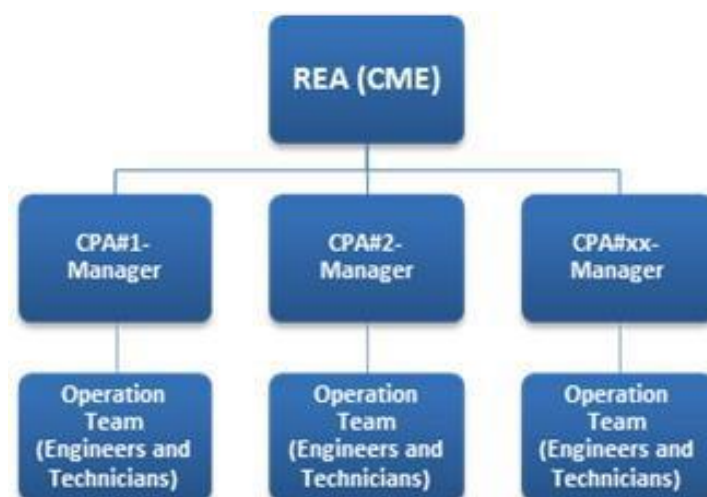 REA (CME)
CPA#1-
Manager
CPA#2-
Manager
CPA#xx-
Manager
Operation
Team
(Engineers and
Technicians)
Operation
Team
(Engineers and
Technicians)
Operation
Team
(Engineers and
Technicians)